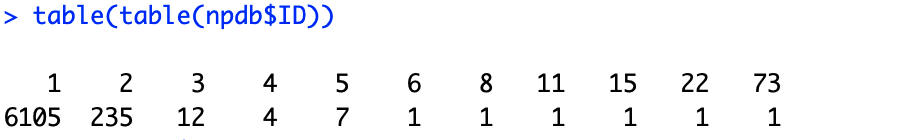 > table(table(npdb$ID))
1 2 3 4 5 6 8 11 15 22 73
6105 235 12 4 7 1 1 1 1 1 1